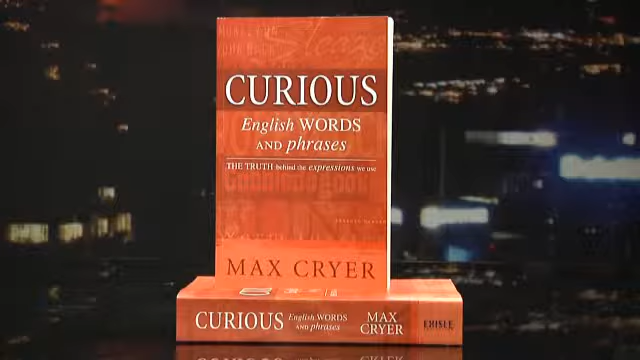 CURIOUS
English WORDS
AND phrases
THE TRUTH behind the expressions we use
MAX CRYER
CURIOUS
English WORDS
AND phrases
MAX
CRYER
EXISLE